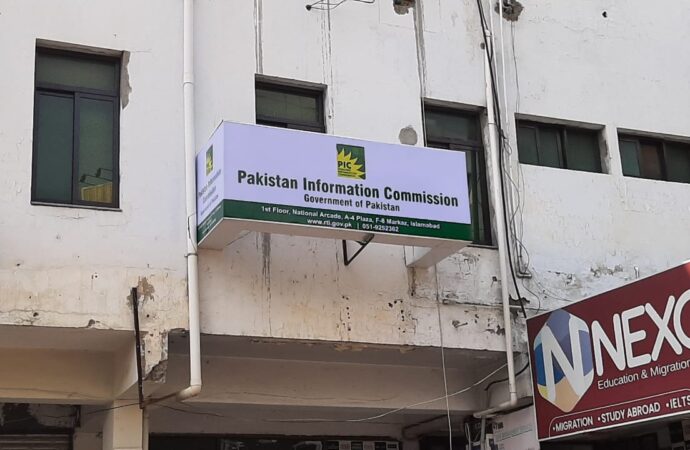 PIC
Pakistan Information Commission
Government of Pakistan
1st Floor, National Arcade, A-4 Plaza, F-8 Markaz, Islamabad
www.rti.gov.pk | 051-9252362
NEXO
Education & Migration
•MIGRATION •STUDY ABROAD •IELTS